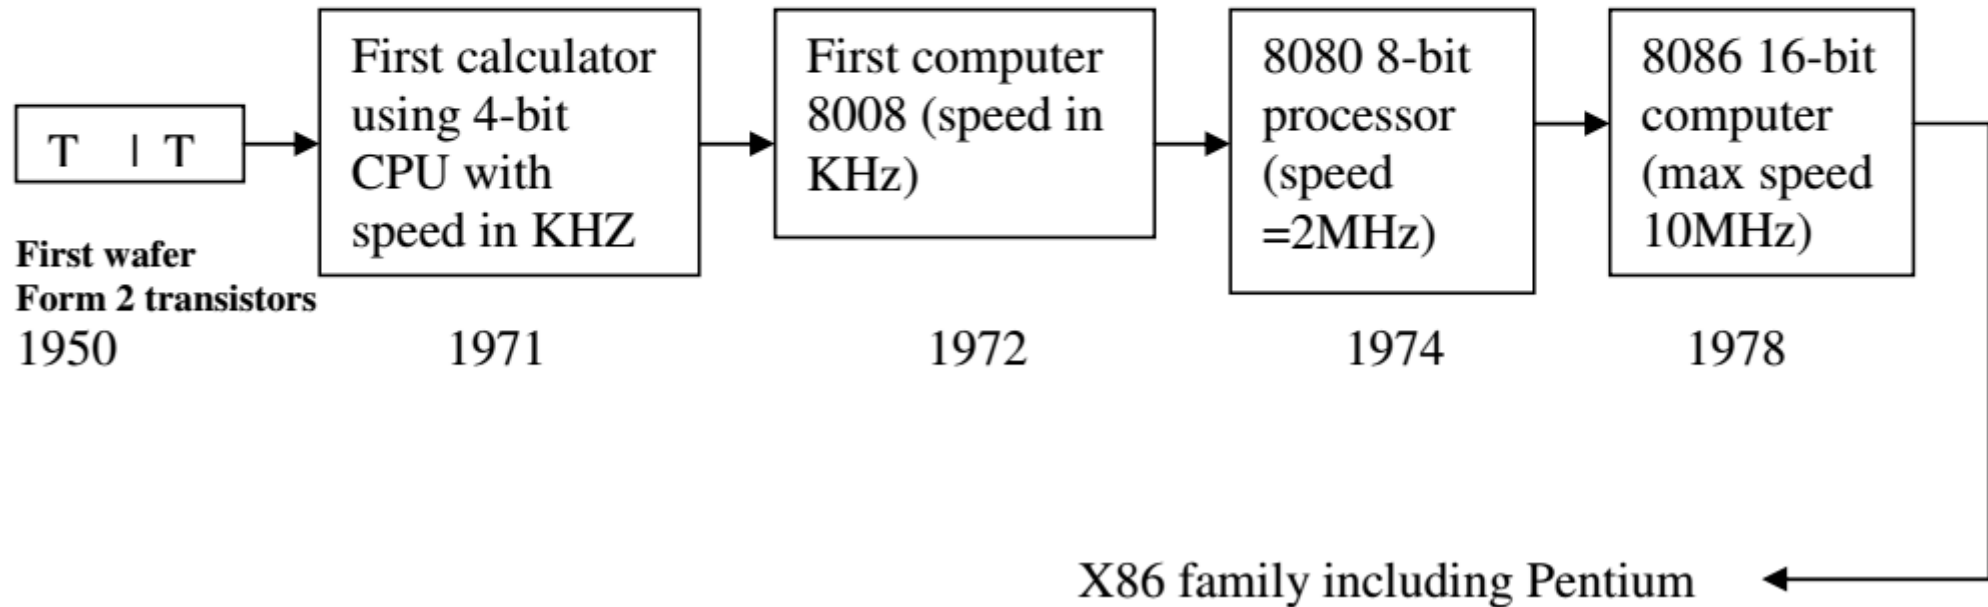 T | T
First wafer
Form 2 transistors
1950
First calculator
using 4-bit
CPU with
speed in KHZ
1971
First computer
8008 (speed in
KHz)
1972
8080 8-bit
processor
(speed
=2MHz)
1974
8086 16-bit
computer
(max speed
10MHz)
1978
X86 family including Pentium